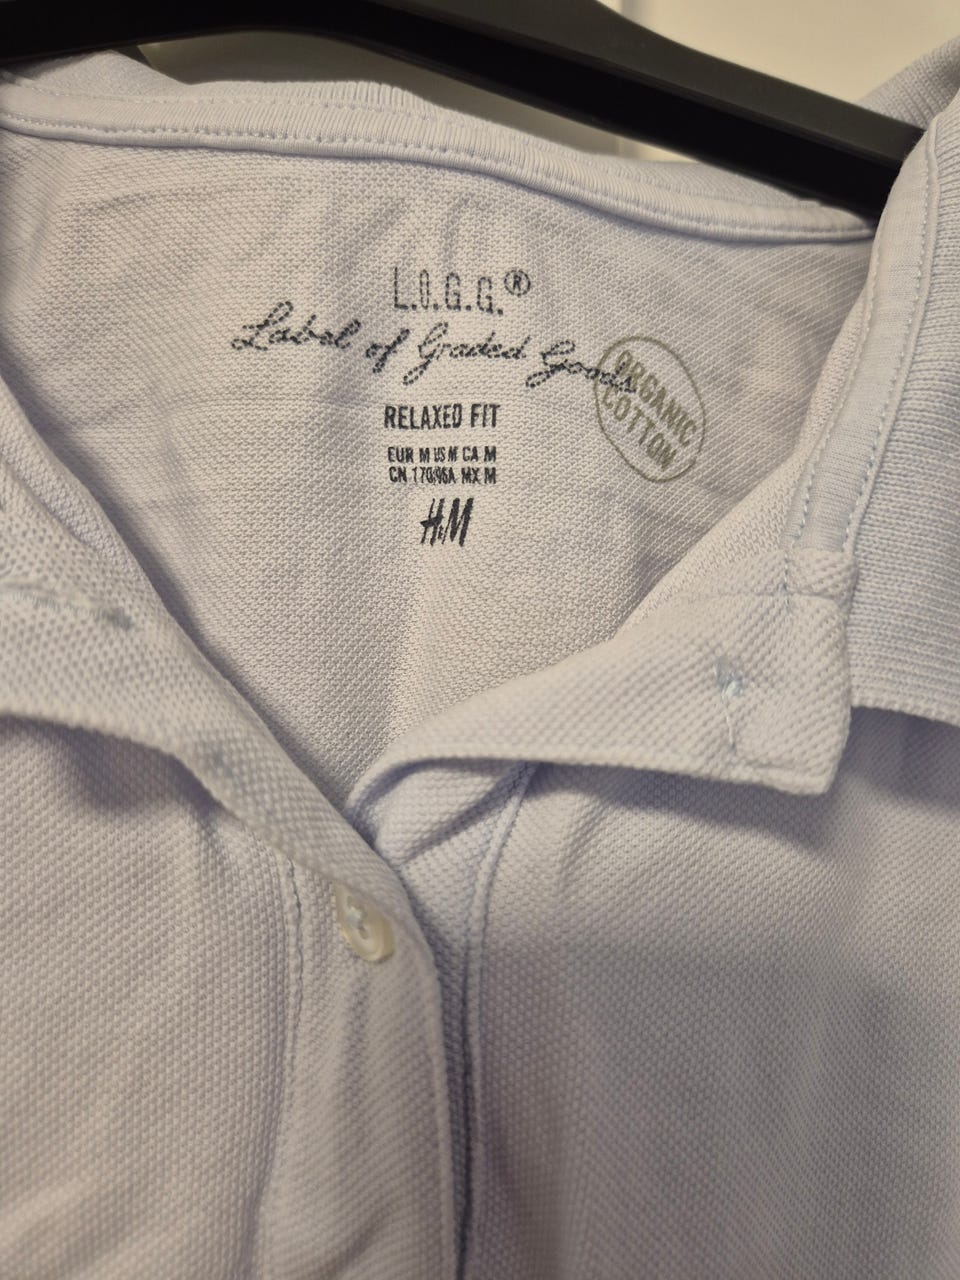 L.O.G.G.®
Label of Graded Goods
ORGANIC
COTTON
RELAXED FIT
EUR M US M CA M
CN 170/96A MX M
H&M